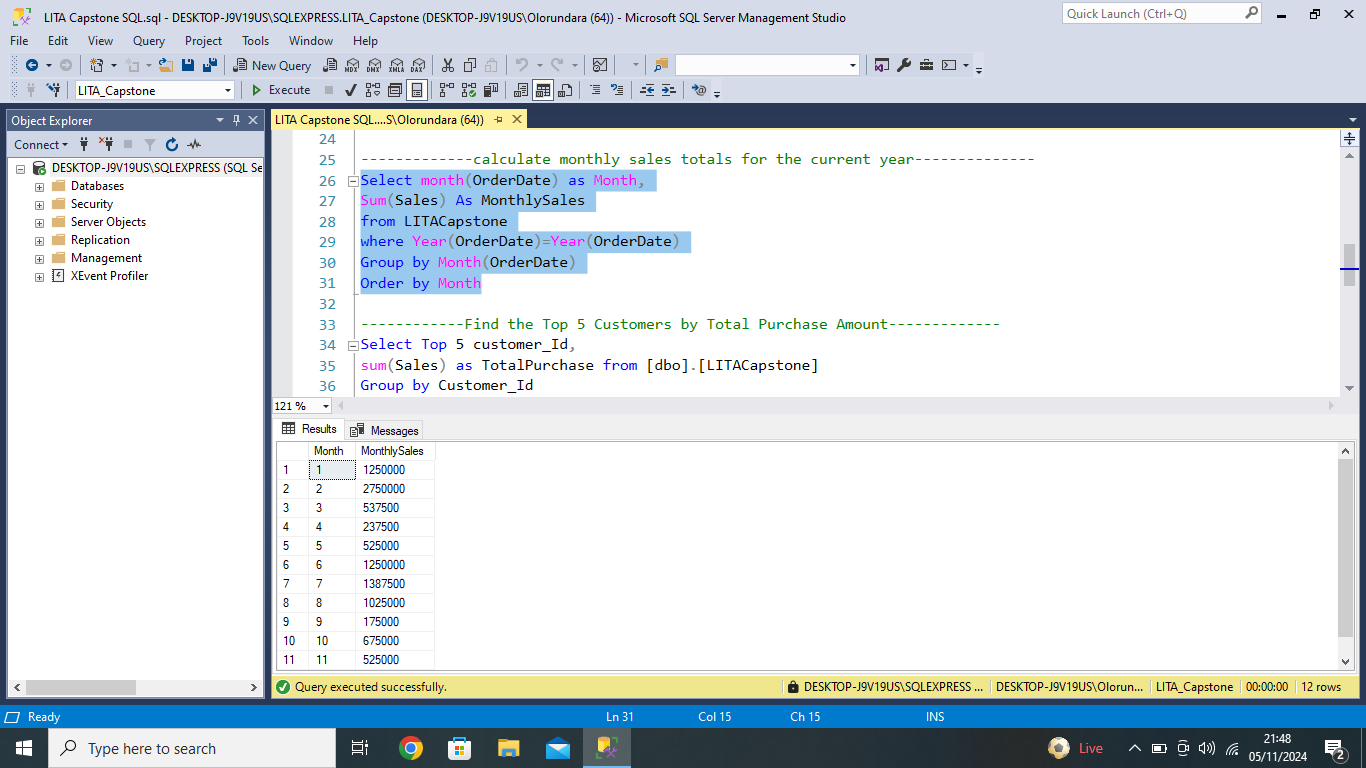 LITA Capstone SQL.sql - DESKTOP-J9V19US\SQLEXPRESS.LITA_Capstone (DESKTOP-J9V19US\Olorundara (64)) - Microsoft SQL Server Management Studio
Quick Launch (Ctrl+Q)
File Edit View Query Project Tools Window Help
New Query MDX DMX XMLA DAX
LITA_Capstone Execute
Object Explorer
LITA Capstone SQL....S\Olorundara (64))
Connect
DESKTOP-J9V19US\SQLEXPRESS (SQL Se
Databases
Security
Server Objects
Replication
Management
XEvent Profiler
24
25 -------------calculate monthly sales totals for the current year--------------
26 Select month(OrderDate) as Month,
27 Sum(Sales) As MonthlySales
28 from LITACapstone
29 where Year(OrderDate)=Year(OrderDate)
30 Group by Month(OrderDate)
31 Order by Month
32
33 ------------Find the Top 5 Customers by Total Purchase Amount-------------
34 Select Top 5 customer_Id,
35 sum(Sales) as TotalPurchase from [dbo].[LITACapstone]
36 Group by Customer_Id
121 %
Results Messages
Month MonthlySales
1 1 1250000
2 2 2750000
3 3 537500
4 4 237500
5 5 525000
6 6 1250000
7 7 1387500
8 8 1025000
9 9 175000
10 10 675000
11 11 525000
Query executed successfully. DESKTOP-J9V19US\SQLEXPRESS ... DESKTOP-J9V19US\Olorun... LITA_Capstone 00:00:00 12 rows
Ready Ln 31 Col 15 Ch 15 INS
Type here to search
Live
21:48
05/11/2024
2